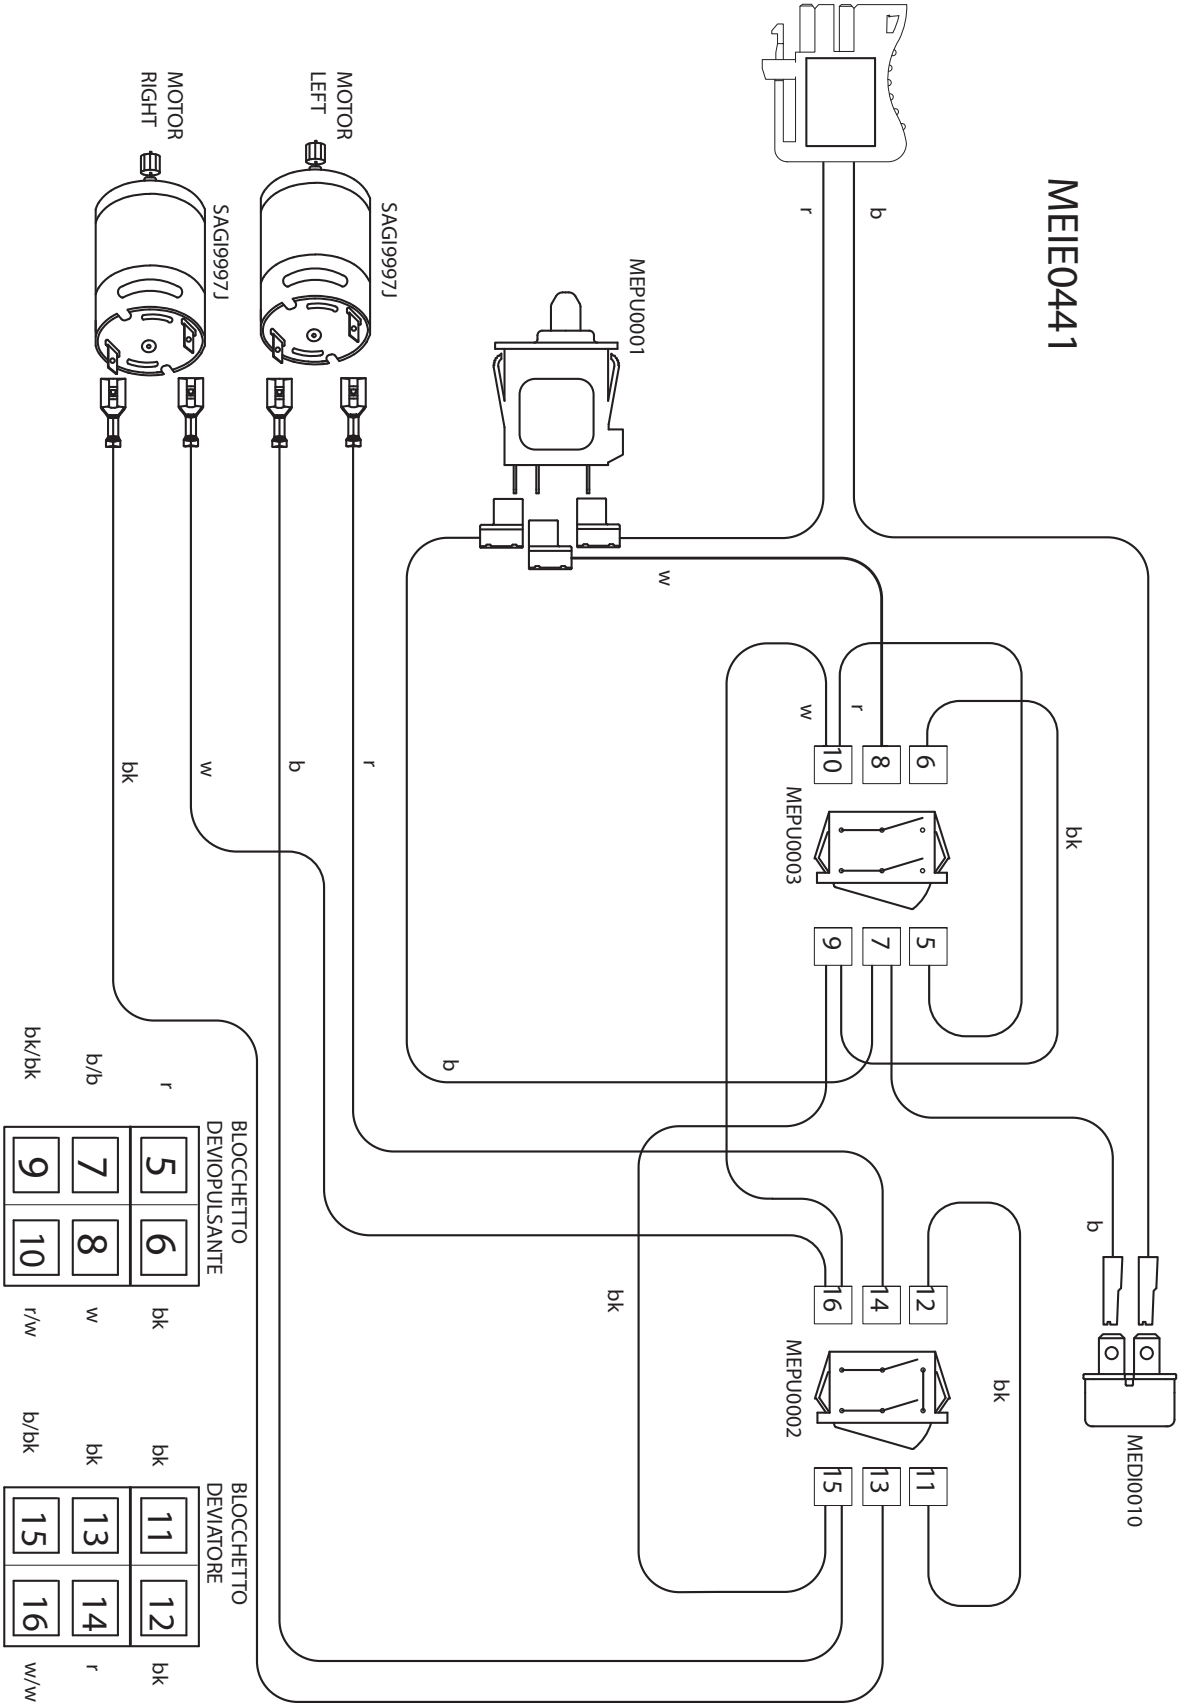 MEIE0441
b
r
MOTOR
LEFT
MOTOR
RIGHT
SAGI9997J
SAGI9997J
MEPU0001
w
w
r
bk
10
8
6
MEPU0003
9
7
5
bk
w
b
r
b
b
bk
16
14
12
MEPU0002
bk
15
13
11
MEDI0010
BLOCCHETTO
DEVIOPULSANTE
r
5
6
bk
b/b
7
8
w
bk/bk
9
10
r/w
BLOCCHETTO
DEVIATORE
bk
11
12
bk
bk
13
14
r
b/bk
15
16
w/w